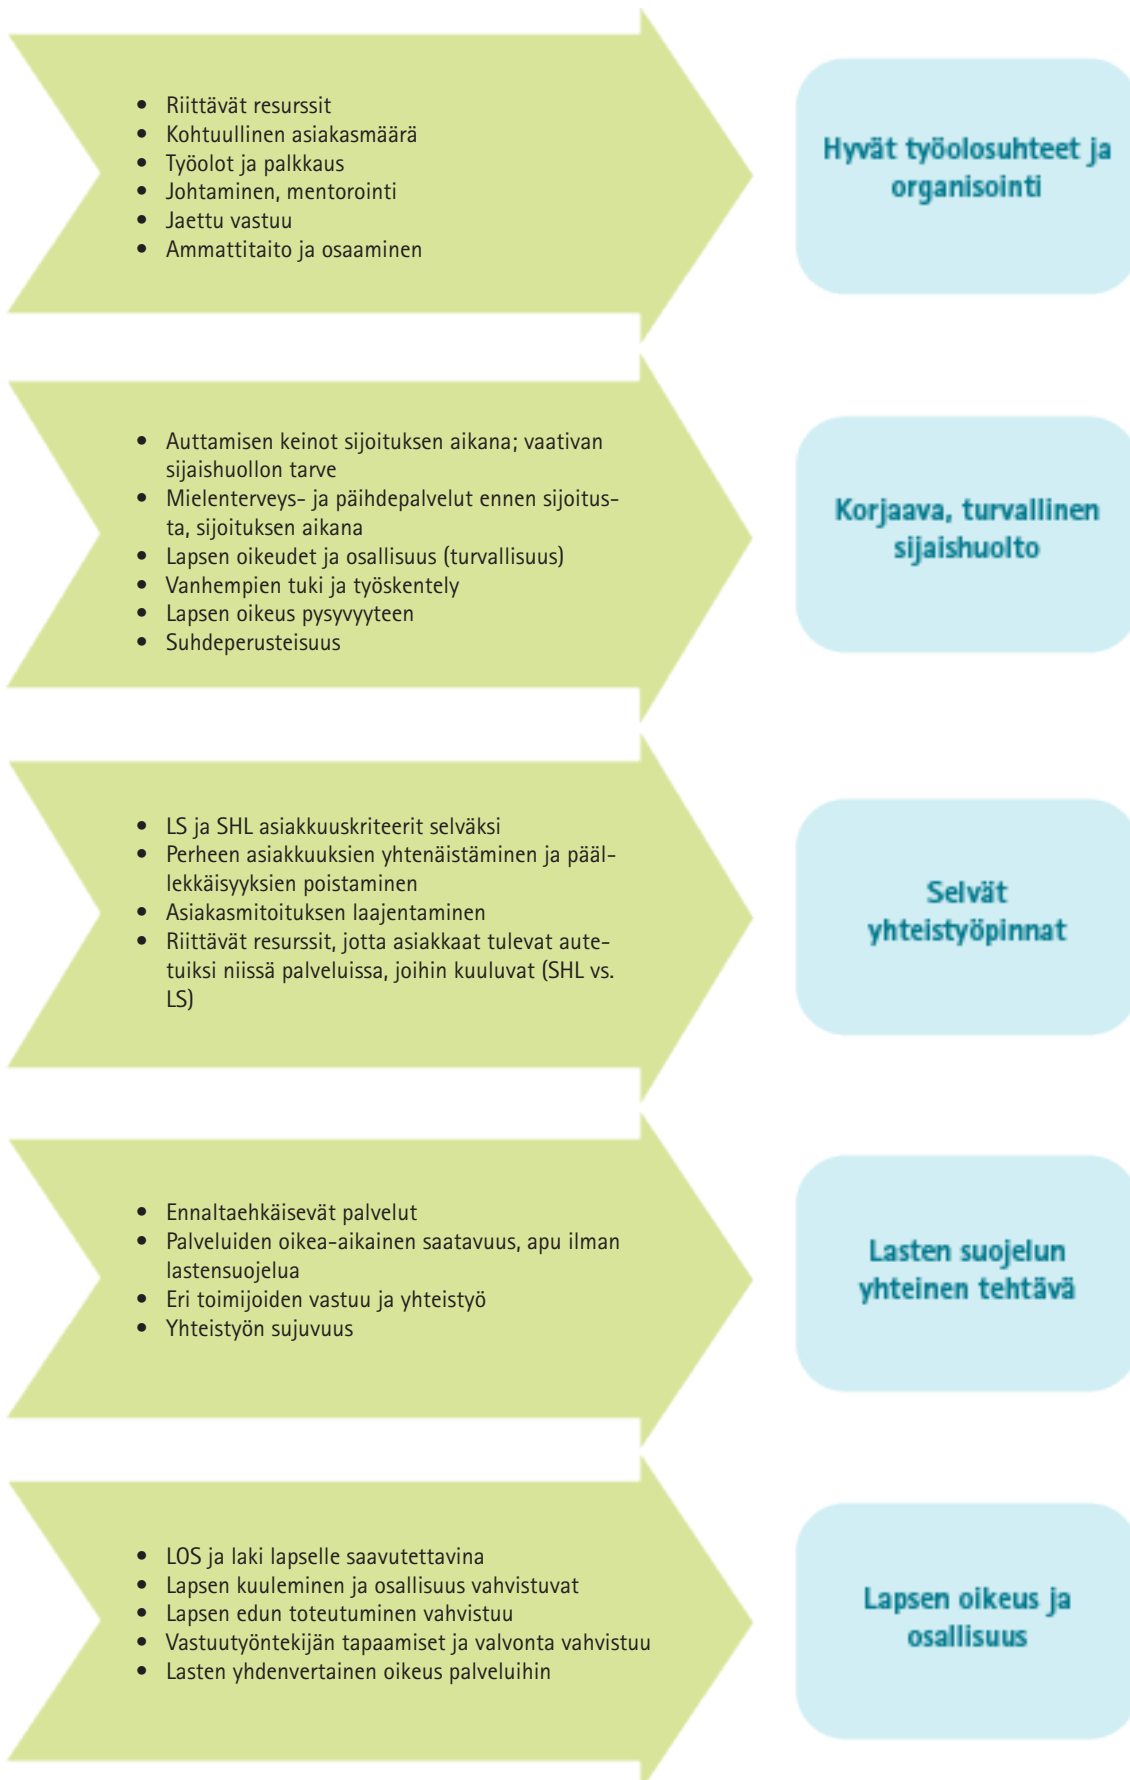 • Riittävät resurssit
• Kohtuullinen asiakasmäärä
• Työolot ja palkkaus
• Johtaminen, mentorointi
• Jaettu vastuu
• Ammattitaito ja osaaminen
Hyvät työolosuhteet ja
organisointi
• Auttamisen keinot sijoituksen aikana; vaativan
sijaishuollon tarve
• Mielenterveys- ja päihdepalvelut ennen sijoitus-
ta, sijoituksen aikana
• Lapsen oikeudet ja osallisuus (turvallisuus)
• Vanhempien tuki ja työskentely
• Lapsen oikeus pysyvyyteen
• Suhdeperusteisuus
Korjaava, turvallinen
sijaishuolto
• LS ja SHL asiakkuuskriteerit selväksi
• Perheen asiakkuuksien yhtenäistäminen ja pääl-
lekkäisyyksien poistaminen
• Asiakasmitoituksen laajentaminen
• Riittävät resurssit, jotta asiakkaat tulevat aute-
tuiksi niissä palveluissa, joihin kuuluvat (SHL vs.
LS)
Selvät
yhteistyöpinnat
• Ennaltaehkäisevät palvelut
• Palveluiden oikea-aikainen saatavuus, apu ilman
lastensuojelua
• Eri toimijoiden vastuu ja yhteistyö
• Yhteistyön sujuvuus
Lasten suojelun
yhteinen tehtävä
• LOS ja laki lapselle saavutettavina
• Lapsen kuuleminen ja osallisuus vahvistuvat
• Lapsen edun toteutuminen vahvistuu
• Vastuutyöntekijän tapaamiset ja valvonta vahvistuu
• Lasten yhdenvertainen oikeus palveluihin
Lapsen oikeus ja
osallisuus